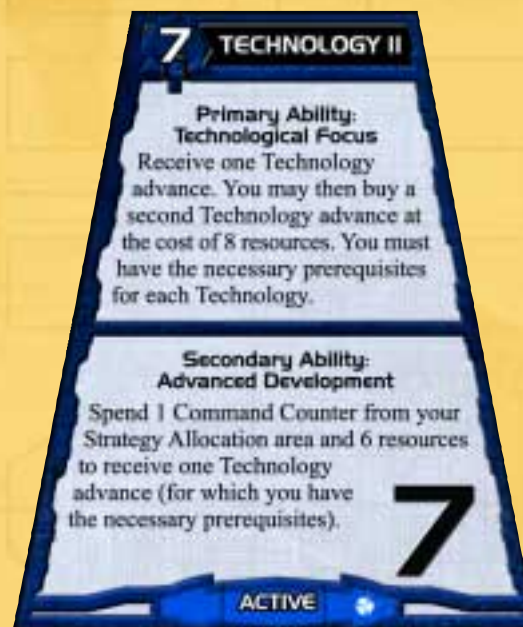 7 TECHNOLOGY II
Primary Ability:
Technological Focus
Receive one Technology
advance. You may then buy a
second Technology advance at
the cost of 8 resources. You must
have the necessary prerequisites
for each Technology.
Secondary Ability:
Advanced Development
Spend 1 Command Counter from your
Strategy Allocation area and 6 resources
to receive one Technology
advance (for which you have
the necessary prerequisites).
7
ACTIVE